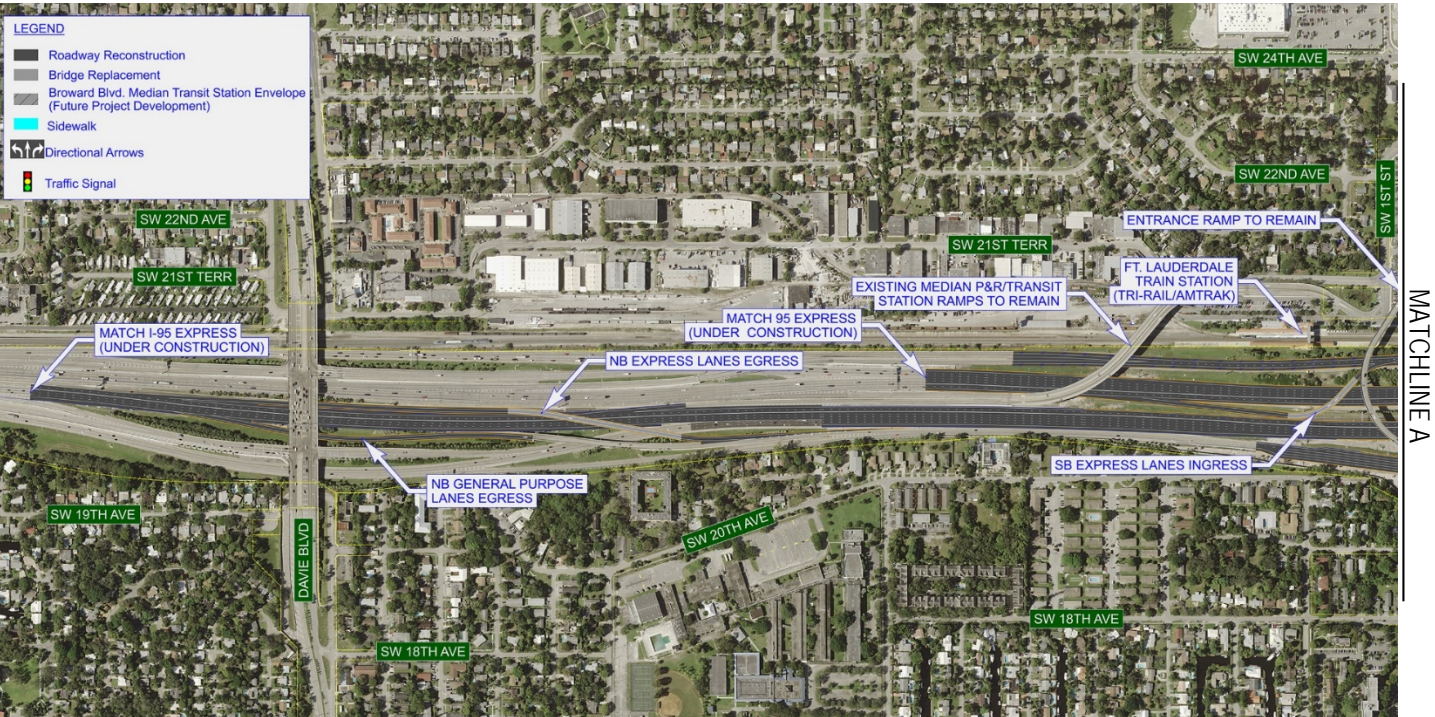 LEGEND
Roadway Reconstruction
Bridge Replacement
Broward Blvd. Median Transit Station Envelope
(Future Project Development)
Sidewalk
Directional Arrows
Traffic Signal
SW 24TH AVE
SW 22ND AVE
SW 1ST ST
SW 22ND AVE
ENTRANCE RAMP TO REMAIN
SW 21ST TERR
SW 21ST TERR
FT. LAUDERDALE
TRAIN STATION
(TRI-RAIL/AMTRAK)
EXISTING MEDIAN P&R/TRANSIT
STATION RAMPS TO REMAIN
MATCH 95 EXPRESS
(UNDER CONSTRUCTION)
MATCH I-95 EXPRESS
(UNDER CONSTRUCTION)
NB EXPRESS LANES EGRESS
MATCHLINE A
SB EXPRESS LANES INGRESS
NB GENERAL PURPOSE
LANES EGRESS
SW 19TH AVE
SW 20TH AVE
DAVIE BLVD
SW 18TH AVE
SW 18TH AVE